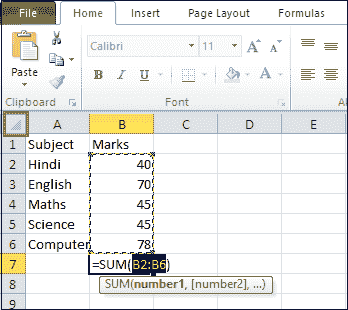 File Home Insert Page Layout Formulas
Calibri 11 A A
Paste B I U A
Clipboard Font
A B C D E
1 Subject Marks
2 Hindi 40
3 English 70
4 Maths 45
5 Science 45
6 Computer 78
7 =SUM(B2:B6)
8 SUM(number1, [number2], ...)
9